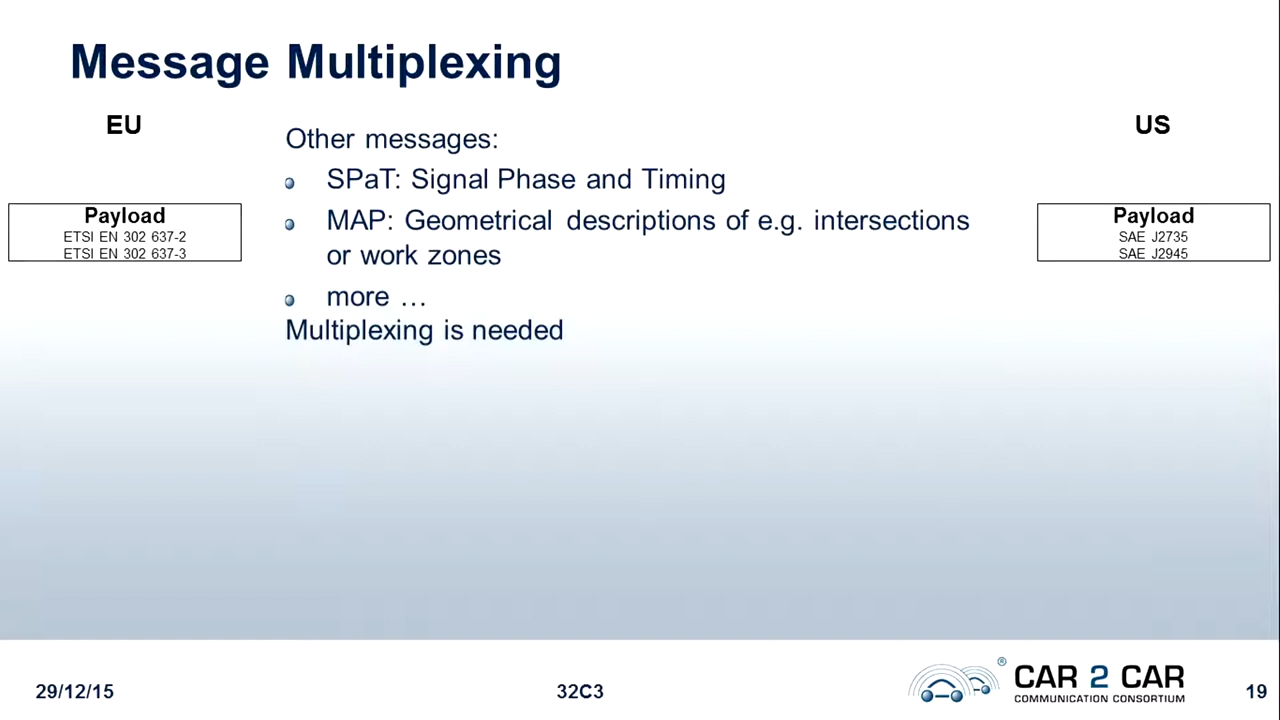 Message Multiplexing
EU
US
Other messages:
SPaT: Signal Phase and Timing
MAP: Geometrical descriptions of e.g. intersections
or work zones
more …
Multiplexing is needed
Payload
ETSI EN 302 637-2
ETSI EN 302 637-3
Payload
SAE J2735
SAE J2945
29/12/15
32C3
®
CAR 2 CAR
COMMUNICATION CONSORTIUM
19